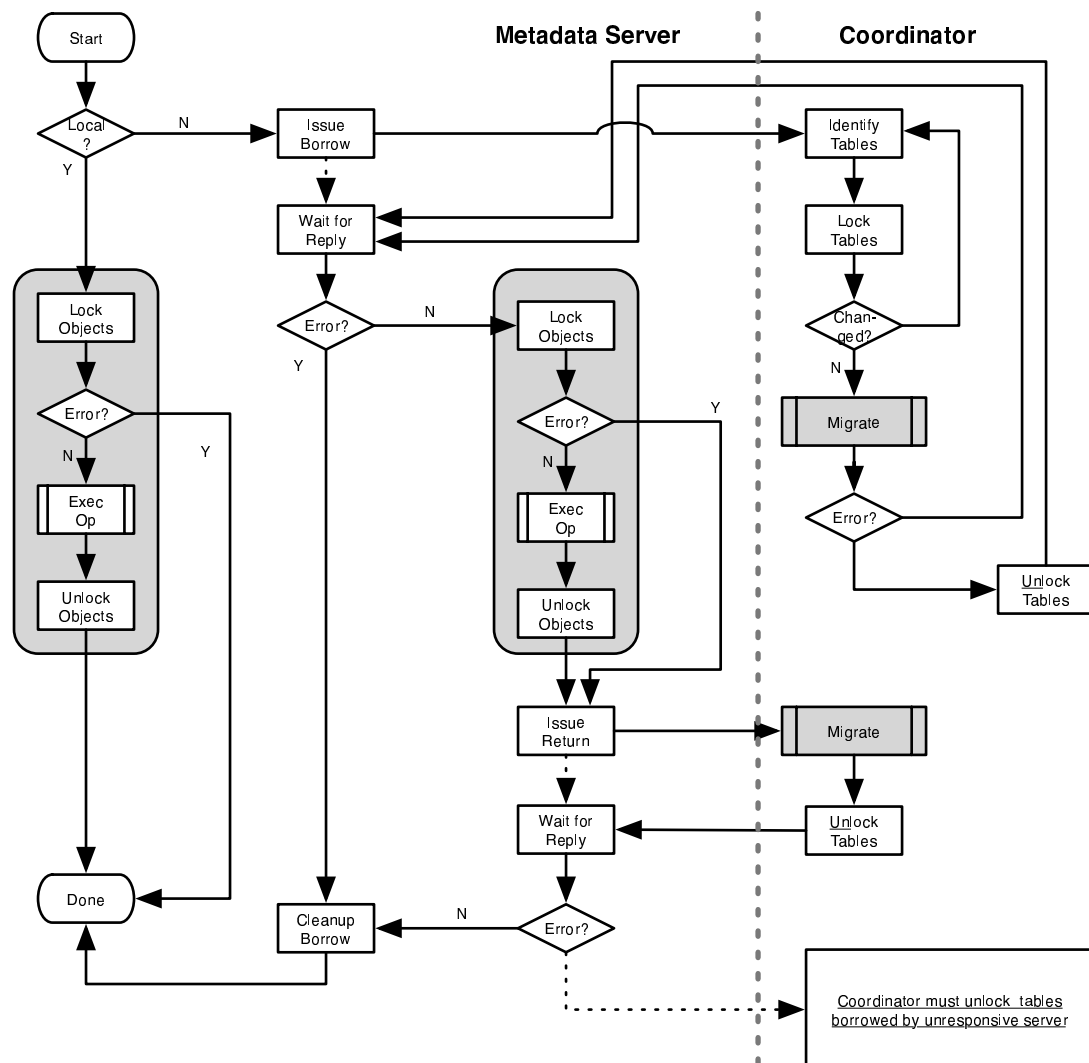 Metadata Server
Coordinator
Start
Local
?
N
Y
Issue
Borrow
Identify
Tables
Wait for
Reply
Lock
Tables
Lock
Objects
Error?
N
Y
Lock
Objects
Chan-
ged?
N
Error?
N
Y
Error?
N
Y
Migrate
Exec
Op
Exec
Op
Error?
Unlock
Objects
Unlock
Objects
Unlock
Tables
Issue
Return
Migrate
Wait for
Reply
Unlock
Tables
Done
Cleanup
Borrow
N
Error?
Coordinator must unlock tables
borrowed by unresponsive server